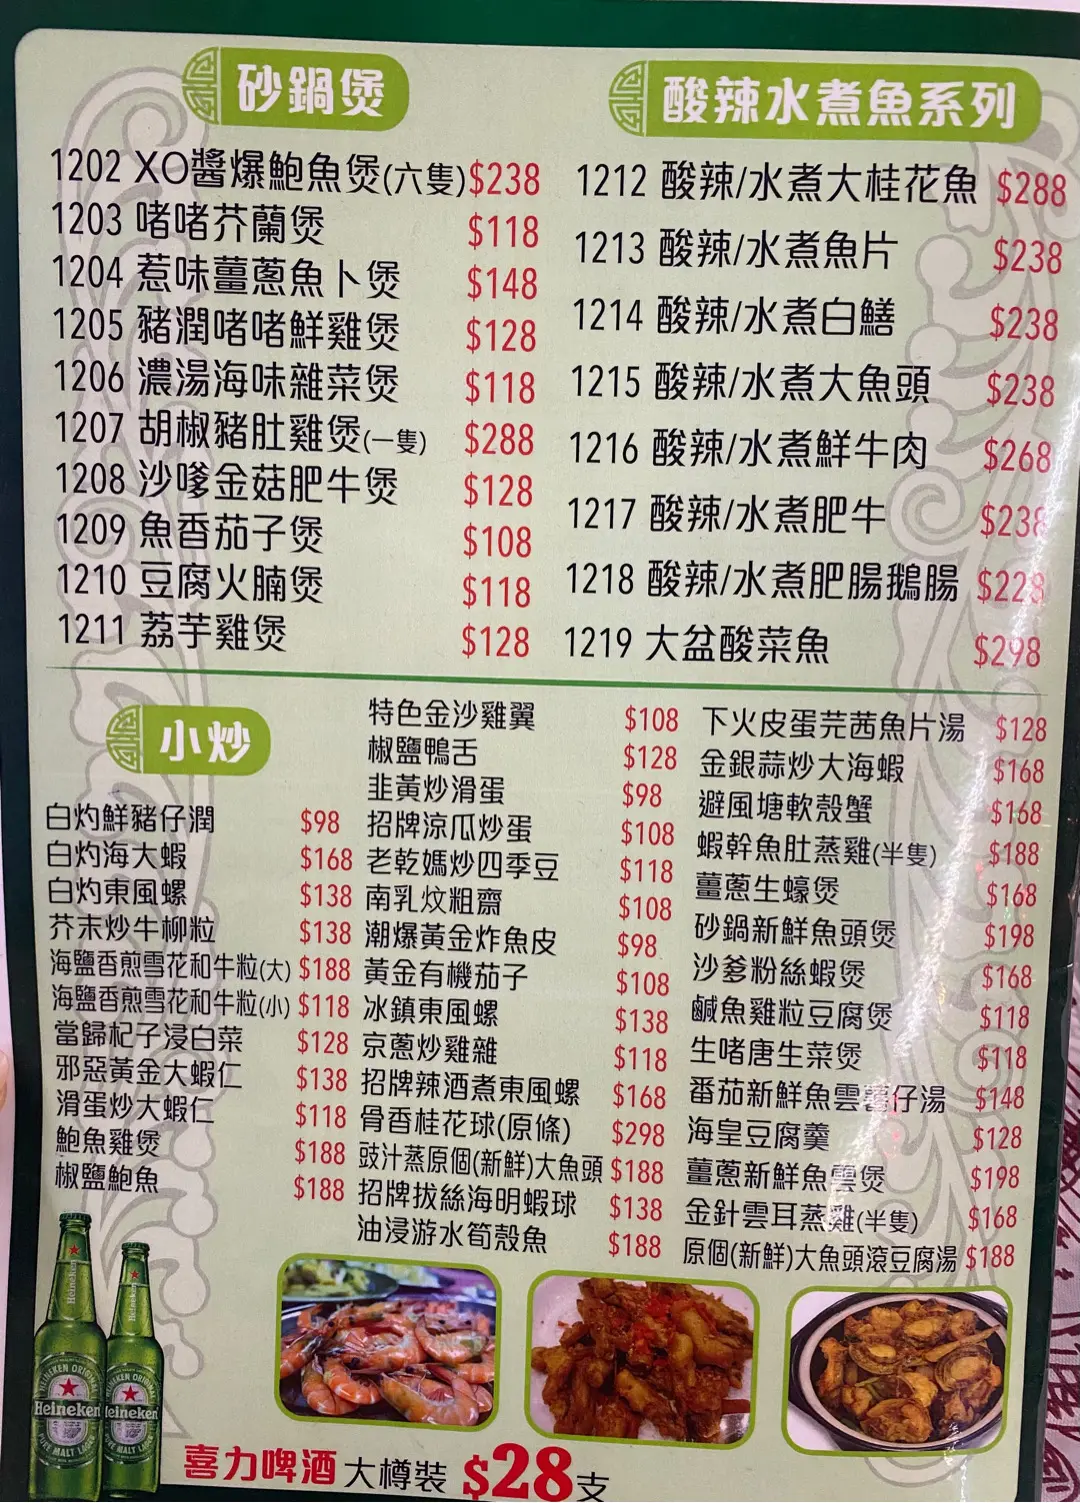 砂鍋煲
1202 XO醬爆鮑魚煲(六隻) $238
1203 啫啫芥蘭煲 $118
1204 惹味薑蔥魚卜煲 $148
1205 豬潤啫啫鮮雞煲 $128
1206 濃湯海味雜菜煲 $118
1207 胡椒豬肚雞煲(一隻) $288
1208 沙嗲金菇肥牛煲 $128
1209 魚香茄子煲 $108
1210 豆腐火腩煲 $118
1211 荔芋雞煲 $128
酸辣水煮魚系列
1212 酸辣/水煮大桂花魚 $288
1213 酸辣/水煮魚片 $238
1214 酸辣/水煮白鱔 $238
1215 酸辣/水煮大魚頭 $238
1216 酸辣/水煮鮮牛肉 $268
1217 酸辣/水煮肥牛 $238
1218 酸辣/水煮肥腸鵝腸 $228
1219 大盆酸菜魚 $298
小炒
白灼鮮豬仔潤 $98
白灼海大蝦 $168
白灼東風螺 $138
芥末炒牛柳粒 $138
海鹽香煎雪花和牛粒(大) $188
海鹽香煎雪花和牛粒(小) $118
當歸杞子浸白菜 $128
邪惡黃金大蝦仁 $138
滑蛋炒大蝦仁 $118
鮑魚雞煲 $188
椒鹽鮑魚 $188
特色金沙雞翼 $108
椒鹽鴨舌 $128
韭黃炒滑蛋 $98
招牌涼瓜炒蛋 $108
老乾媽炒四季豆 $118
南乳炆粗齋 $108
潮爆黃金炸魚皮 $98
黃金有機茄子 $108
冰鎮東風螺 $138
京蔥炒雞雜 $118
招牌辣酒煮東風螺 $168
骨香桂花球(原條) $298
豉汁蒸原個(新鮮)大魚頭 $188
招牌拔絲海明蝦球 $138
油浸游水筍殼魚 $188
下火皮蛋芫茜魚片湯 $128
金銀蒜炒大海蝦 $168
避風塘軟殼蟹 $168
蝦幹魚肚蒸雞(半隻) $188
薑蔥生蠔煲 $168
砂鍋新鮮魚頭煲 $198
沙爹粉絲蝦煲 $168
鹹魚雞粒豆腐煲 $118
生啫唐生菜煲 $118
番茄新鮮魚雲薯仔湯 $148
海皇豆腐羹 $128
薑蔥新鮮魚雲煲 $198
金針雲耳蒸雞(半隻) $168
原個(新鮮)大魚頭滾豆腐湯 $188
Heineken
Heineken
HEINEKEN ORIGINAL
Heineken
PURE MALT LAGER
Heineken
喜力啤酒 大樽裝 $28支